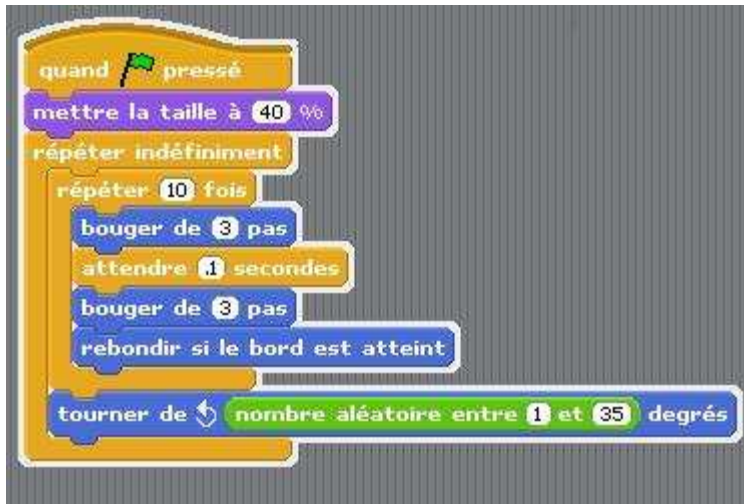 quand pressé
mettre la taille à 40 %
répéter indéfiniment
répéter 10 fois
bouger de 3 pas
attendre .1 secondes
bouger de 3 pas
rebondir si le bord est atteint
tourner de nombre aléatoire entre 1 et 35 degrés